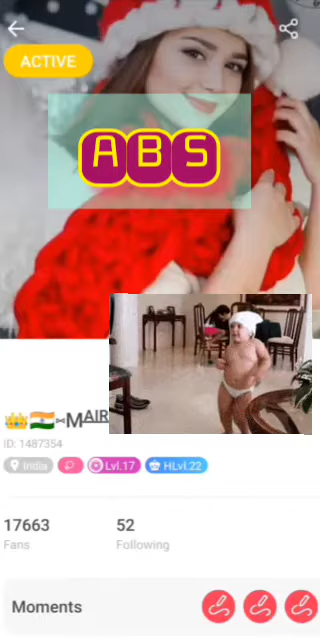 ACTIVE
ABS
👑🇮🇳⊶Mᴬᴵᴿ
ID: 1487354
India
Lvl.17
HLvl.22
17663
52
Fans
Following
Moments